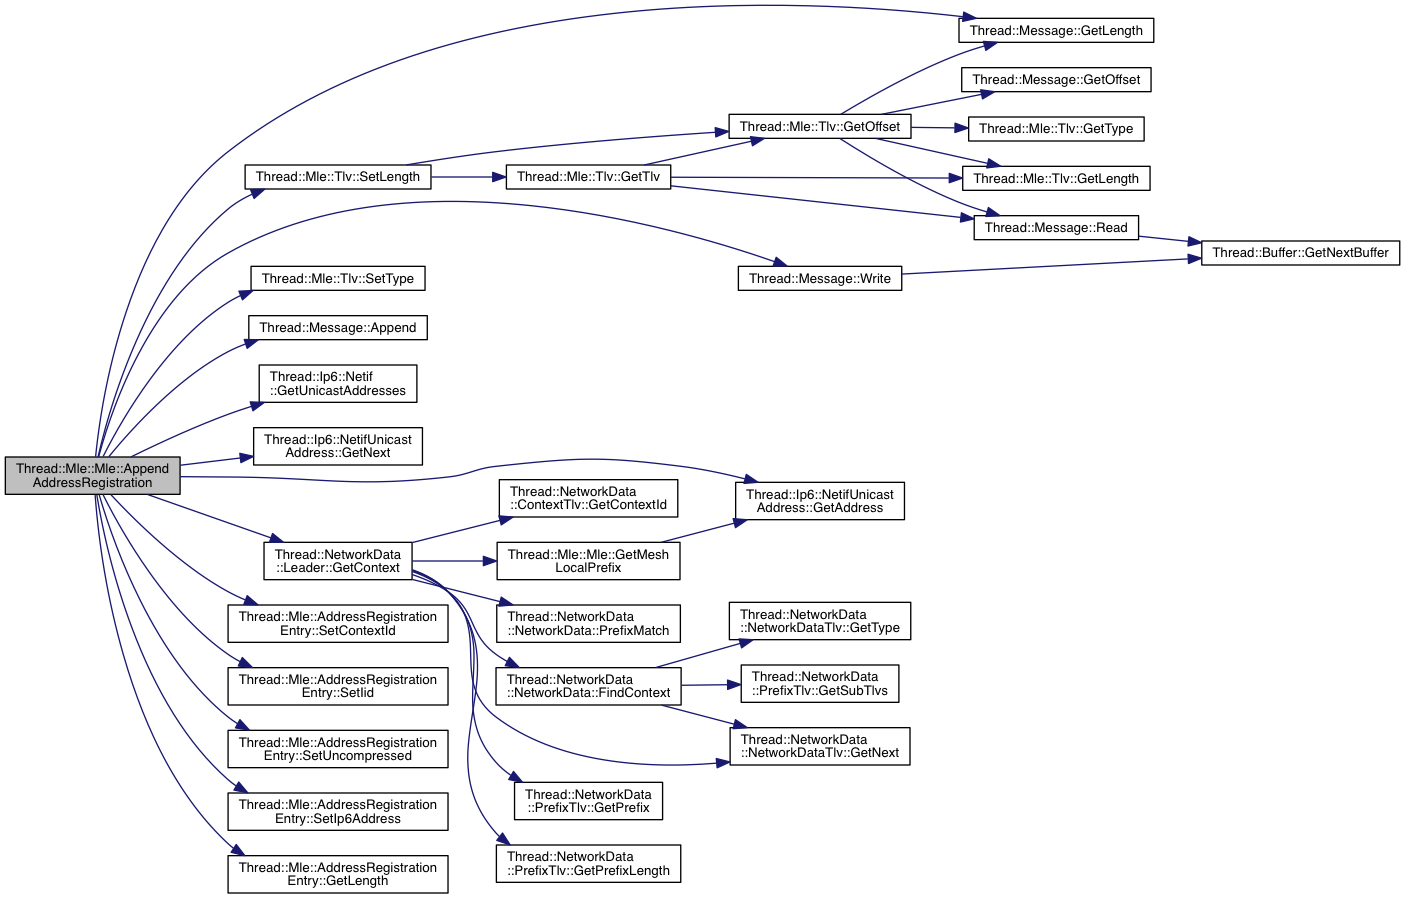 Thread::Message::GetLength
Thread::Message::GetOffset
Thread::Mle::Tlv::GetOffset
Thread::Mle::Tlv::GetType
Thread::Mle::Tlv::SetLength
Thread::Mle::Tlv::GetTlv
Thread::Mle::Tlv::GetLength
Thread::Message::Read
Thread::Buffer::GetNextBuffer
Thread::Mle::Tlv::SetType
Thread::Message::Write
Thread::Message::Append
Thread::Ip6::Netif
::GetUnicastAddresses
Thread::Ip6::NetifUnicast
Address::GetNext
Thread::Mle::Mle::Append
AddressRegistration
Thread::NetworkData
::ContextTlv::GetContextId
Thread::Ip6::NetifUnicast
Address::GetAddress
Thread::NetworkData
::Leader::GetContext
Thread::Mle::Mle::GetMesh
LocalPrefix
Thread::Mle::AddressRegistration
Entry::SetContextId
Thread::NetworkData
::NetworkData::PrefixMatch
Thread::NetworkData
::NetworkDataTlv::GetType
Thread::Mle::AddressRegistration
Entry::SetIid
Thread::NetworkData
::NetworkData::FindContext
Thread::NetworkData
::PrefixTlv::GetSubTlvs
Thread::Mle::AddressRegistration
Entry::SetUncompressed
Thread::NetworkData
::NetworkDataTlv::GetNext
Thread::Mle::AddressRegistration
Entry::SetIp6Address
Thread::NetworkData
::PrefixTlv::GetPrefix
Thread::Mle::AddressRegistration
Entry::GetLength
Thread::NetworkData
::PrefixTlv::GetPrefixLength